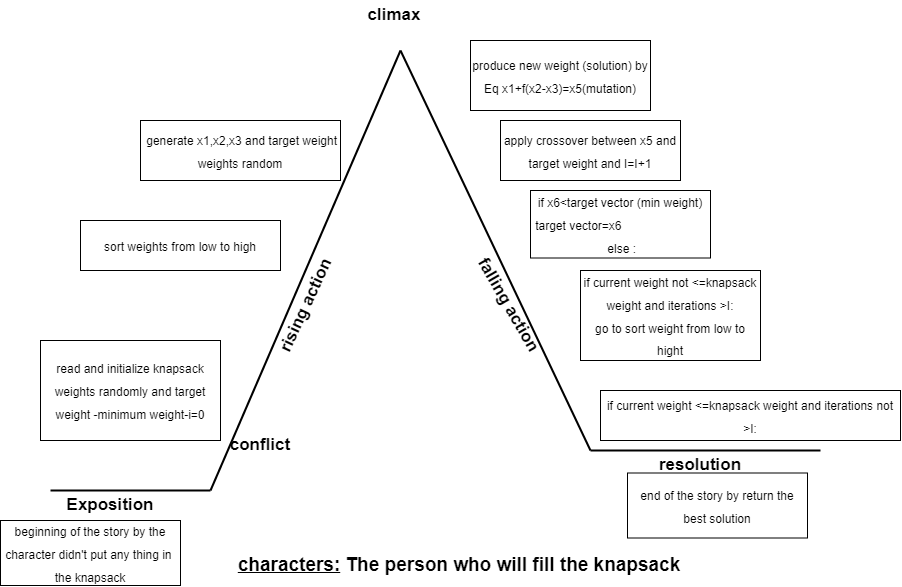 climax
produce new weight (solution) by
Eq x1+f(x2-x3)=x5(mutation)
generate x1,x2,x3 and target weight
weights random
apply crossover between x5 and
target weight and I=I+1
if x6<target vector (min weight)
target vector=x6
else :
sort weights from low to high
rising action
falling action
if current weight not <=knapsack
weight and iterations >I:
go to sort weight from low to
hight
read and initialize knapsack
weights randomly and target
weight -minimum weight-i=0
if current weight <=knapsack weight and iterations not
>I:
conflict
resolution
end of the story by return the
best solution
Exposition
beginning of the story by the
character didn't put any thing in
the knapsack
characters: The person who will fill the knapsack